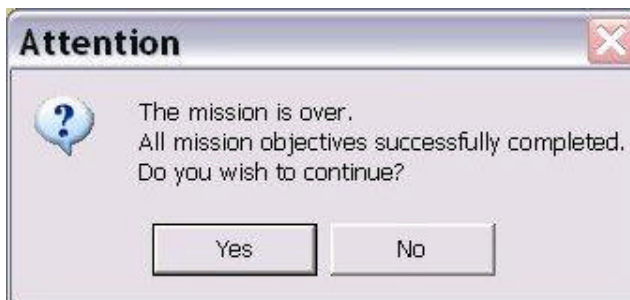 Attention
The mission is over.
All mission objectives successfully completed.
Do you wish to continue?
Yes
No